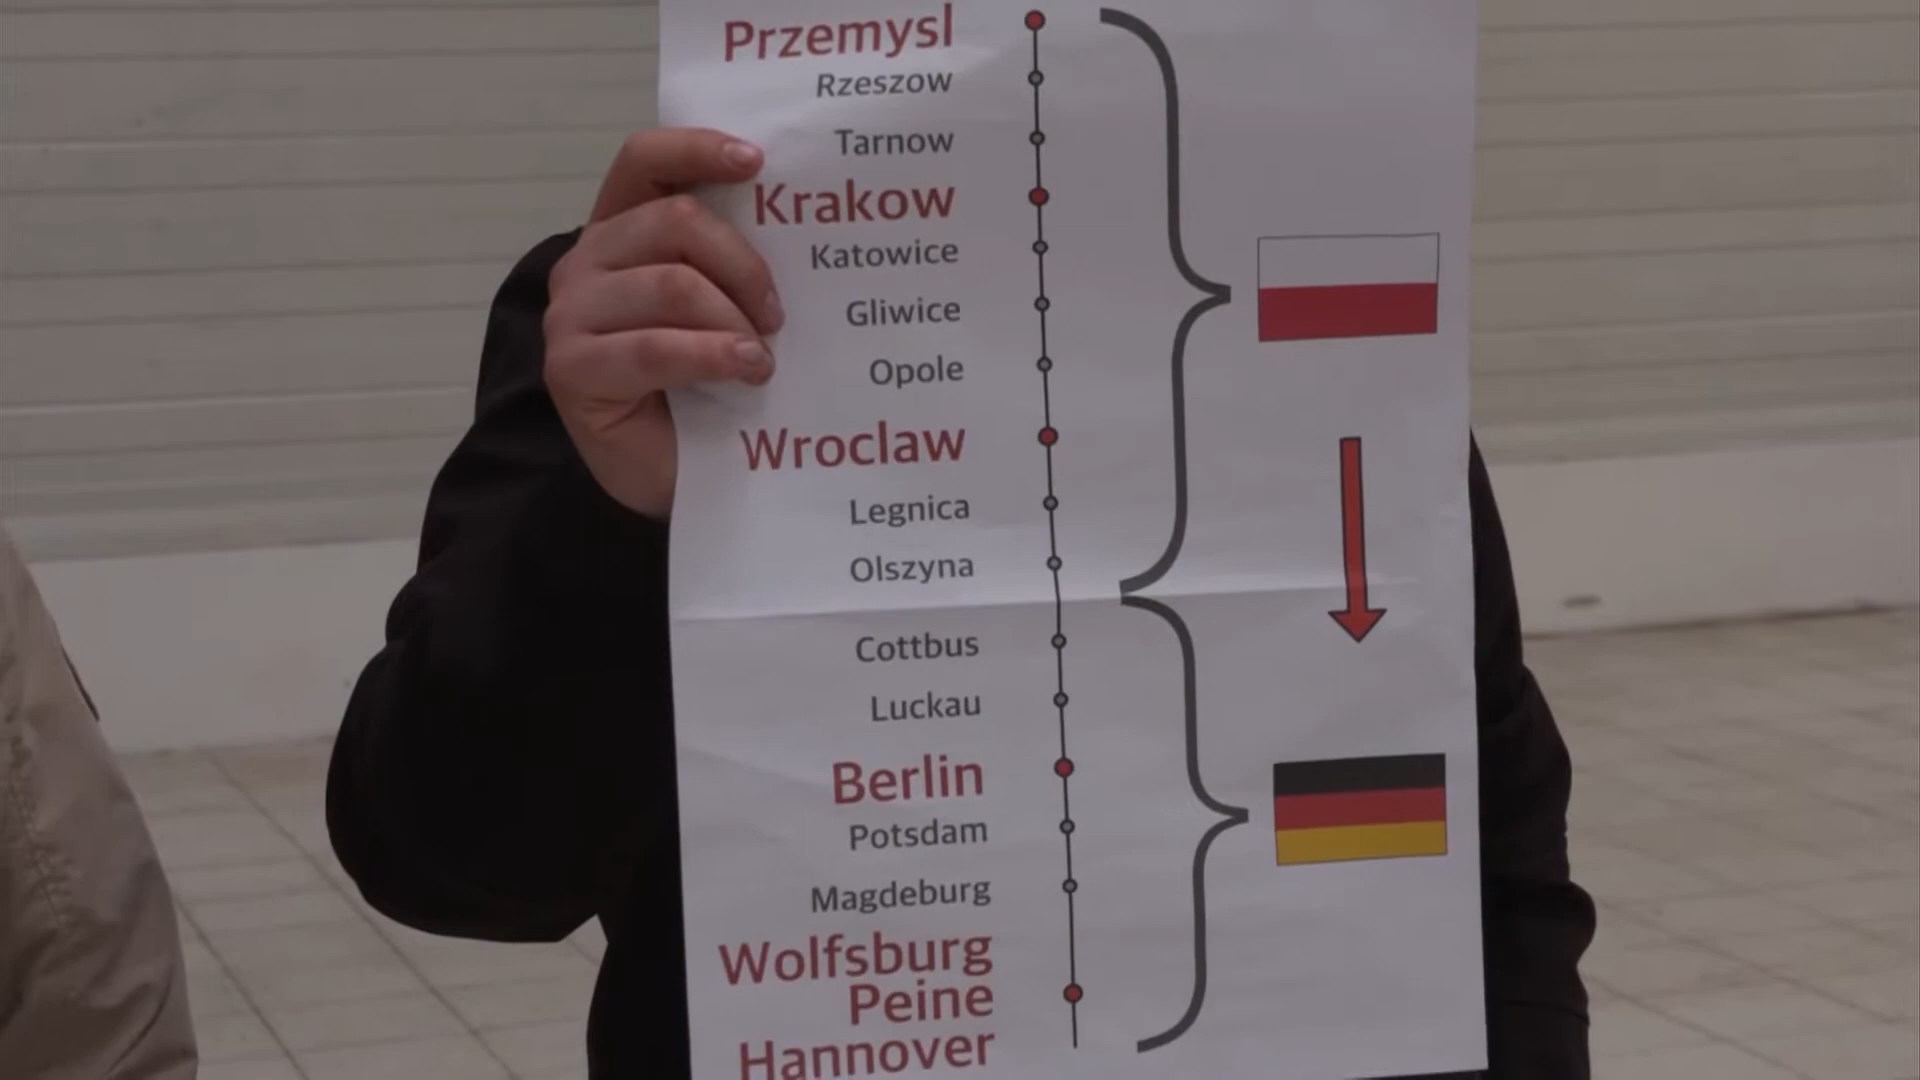 Przemysl
Rzeszow
Tarnow
Krakow
Katowice
Gliwice
Opole
Wroclaw
Legnica
Olszyna
Cottbus
Luckau
Berlin
Potsdam
Magdeburg
Wolfsburg
Peine
Hannover